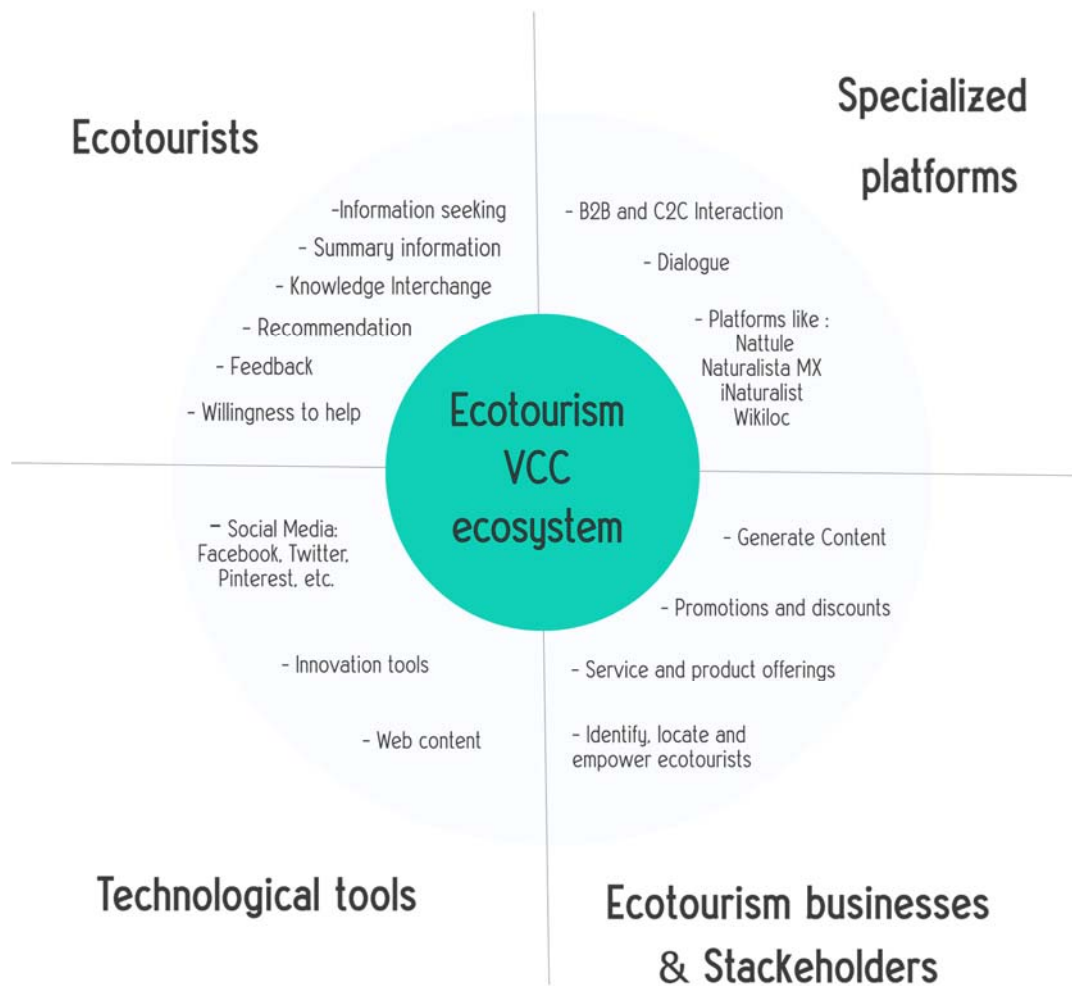 Ecotourists
-Information seeking
- Summary information
- Knowledge Interchange
- Recommendation
- Feedback
- Willingness to help
Specialized
platforms
- B2B and C2C Interaction
- Dialogue
- Platforms like :
Nattule
Naturalista MX
iNaturalist
Wikiloc
Ecotourism
VCC
ecosystem
- Social Media:
Facebook, Twitter,
Pinterest, etc.
- Innovation tools
- Web content
Technological tools
- Generate Content
- Promotions and discounts
- Service and product offerings
- Identify, locate and
empower ecotourists
Ecotourism businesses
& Stackeholders